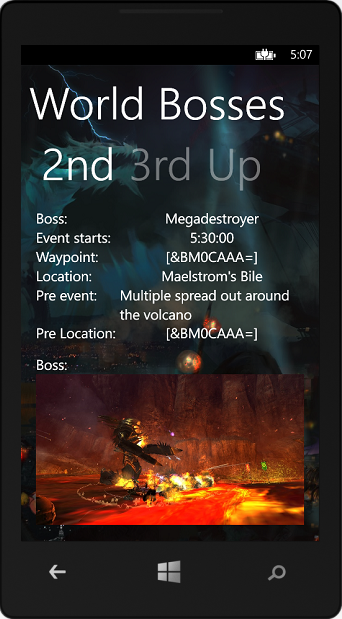 5:07
World Bosses
2nd 3rd Up
Boss: Megadestroyer
Event starts: 5:30:00
Waypoint: [&BM0CAAA=]
Location: Maelstrom's Bile
Pre event: Multiple spread out around
the volcano
Pre Location: [&BM0CAAA=]
Boss: